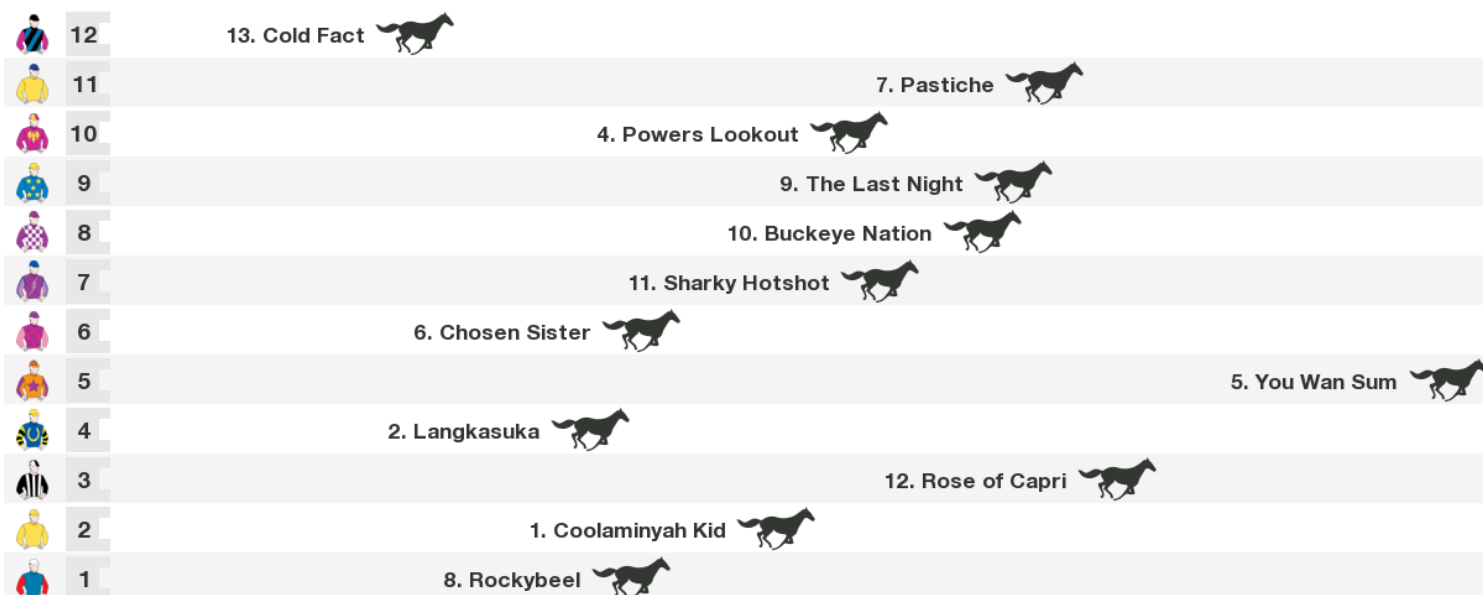 12 13. Cold Fact
11 7. Pastiche
10 4. Powers Lookout
9 9. The Last Night
8 10. Buckeye Nation
7 11. Sharky Hotshot
6 6. Chosen Sister
5 5. You Wan Sum
4 2. Langkasuka
3 12. Rose of Capri
2 1. Coolaminyah Kid
1 8. Rockybeel